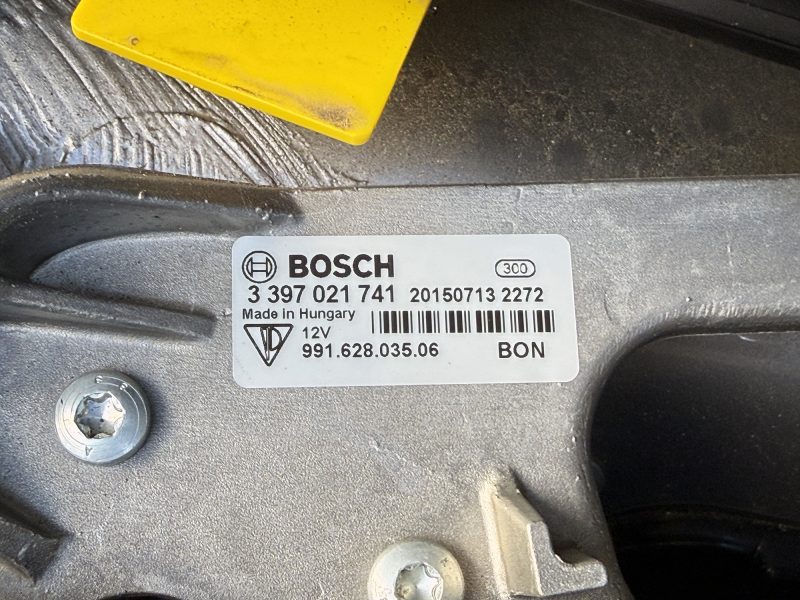 BOSCH 300
3 397 021 741 20150713 2272
Made in Hungary
12V
991.628.035.06 BON